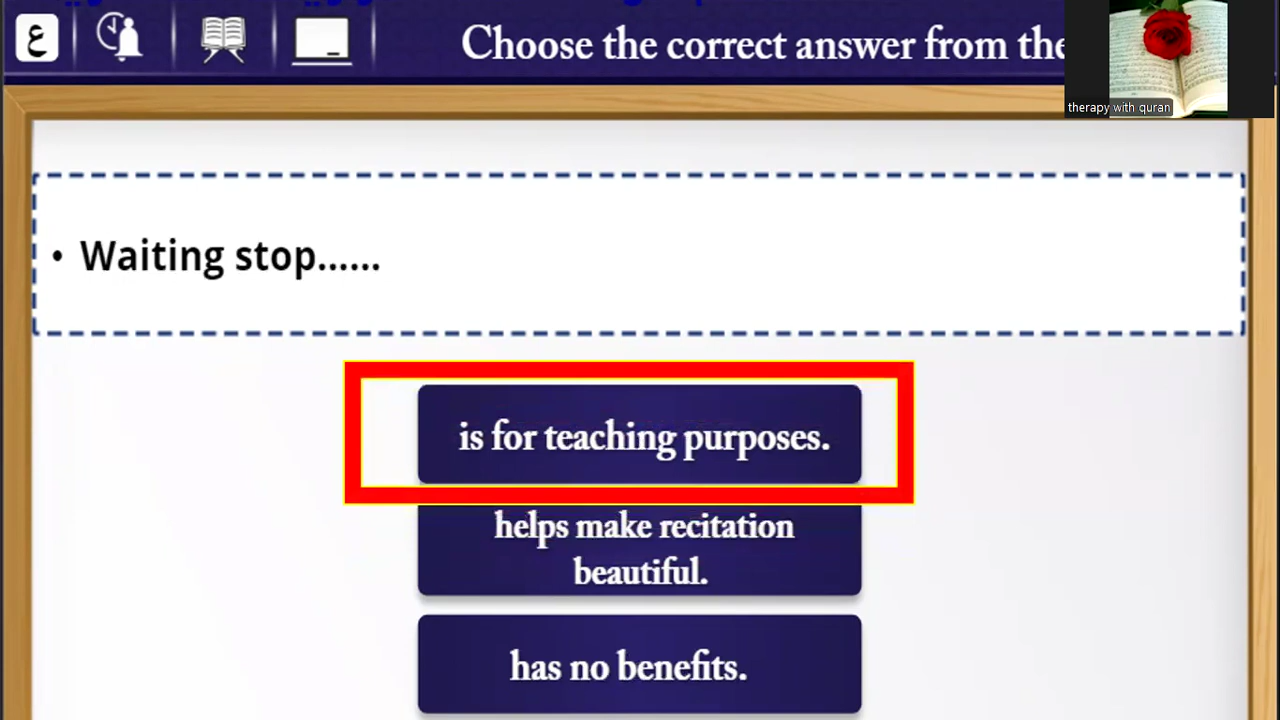 ع
Choose the correct answer from the
therapy with quran
• Waiting stop......
is for teaching purposes.
helps make recitation
beautiful.
has no benefits.